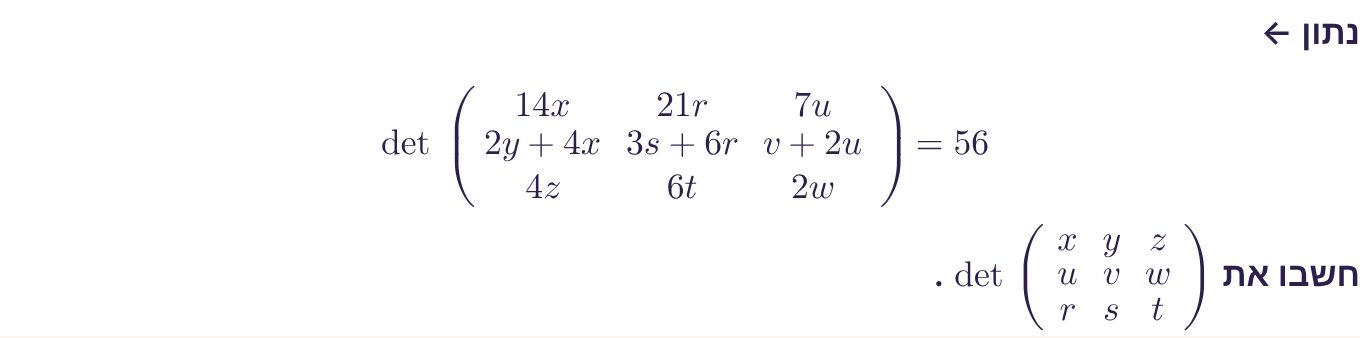 נתון ←
det ( 14x 21r 7u
2y + 4x 3s + 6r v + 2u
4z 6t 2w ) = 56
חשבו את det ( x y z
u v w
r s t ) .